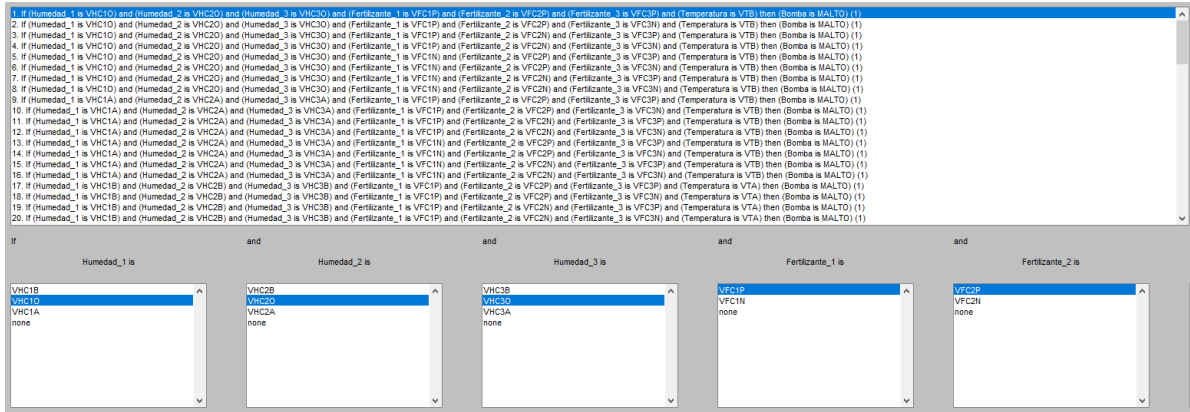 1. If (Humedad_1 is VHC1O) and (Humedad_2 is VHC2O) and (Humedad_3 is VHC3O) and (Fertilizante_1 is VFC1P) and (Fertilizante_2 is VFC2P) and (Fertilizante_3 is VFC3P) and (Temperatura is VTB) then (Bomba is MALTO) (1)
2. If (Humedad_1 is VHC1O) and (Humedad_2 is VHC2O) and (Humedad_3 is VHC3O) and (Fertilizante_1 is VFC1P) and (Fertilizante_2 is VFC2P) and (Fertilizante_3 is VFC3N) and (Temperatura is VTB) then (Bomba is MALTO) (1)
3. If (Humedad_1 is VHC1O) and (Humedad_2 is VHC2O) and (Humedad_3 is VHC3O) and (Fertilizante_1 is VFC1P) and (Fertilizante_2 is VFC2N) and (Fertilizante_3 is VFC3P) and (Temperatura is VTB) then (Bomba is MALTO) (1)
4. If (Humedad_1 is VHC1O) and (Humedad_2 is VHC2O) and (Humedad_3 is VHC3O) and (Fertilizante_1 is VFC1P) and (Fertilizante_2 is VFC2N) and (Fertilizante_3 is VFC3N) and (Temperatura is VTB) then (Bomba is MALTO) (1)
5. If (Humedad_1 is VHC1O) and (Humedad_2 is VHC2O) and (Humedad_3 is VHC3O) and (Fertilizante_1 is VFC1N) and (Fertilizante_2 is VFC2P) and (Fertilizante_3 is VFC3P) and (Temperatura is VTB) then (Bomba is MALTO) (1)
6. If (Humedad_1 is VHC1O) and (Humedad_2 is VHC2O) and (Humedad_3 is VHC3O) and (Fertilizante_1 is VFC1N) and (Fertilizante_2 is VFC2P) and (Fertilizante_3 is VFC3N) and (Temperatura is VTB) then (Bomba is MALTO) (1)
7. If (Humedad_1 is VHC1O) and (Humedad_2 is VHC2O) and (Humedad_3 is VHC3O) and (Fertilizante_1 is VFC1N) and (Fertilizante_2 is VFC2N) and (Fertilizante_3 is VFC3P) and (Temperatura is VTB) then (Bomba is MALTO) (1)
8. If (Humedad_1 is VHC1O) and (Humedad_2 is VHC2O) and (Humedad_3 is VHC3O) and (Fertilizante_1 is VFC1N) and (Fertilizante_2 is VFC2N) and (Fertilizante_3 is VFC3N) and (Temperatura is VTB) then (Bomba is MALTO) (1)
9. If (Humedad_1 is VHC1A) and (Humedad_2 is VHC2A) and (Humedad_3 is VHC3A) and (Fertilizante_1 is VFC1P) and (Fertilizante_2 is VFC2P) and (Fertilizante_3 is VFC3P) and (Temperatura is VTB) then (Bomba is MALTO) (1)
10. If (Humedad_1 is VHC1A) and (Humedad_2 is VHC2A) and (Humedad_3 is VHC3A) and (Fertilizante_1 is VFC1P) and (Fertilizante_2 is VFC2P) and (Fertilizante_3 is VFC3N) and (Temperatura is VTB) then (Bomba is MALTO) (1)
11. If (Humedad_1 is VHC1A) and (Humedad_2 is VHC2A) and (Humedad_3 is VHC3A) and (Fertilizante_1 is VFC1P) and (Fertilizante_2 is VFC2N) and (Fertilizante_3 is VFC3P) and (Temperatura is VTB) then (Bomba is MALTO) (1)
12. If (Humedad_1 is VHC1A) and (Humedad_2 is VHC2A) and (Humedad_3 is VHC3A) and (Fertilizante_1 is VFC1P) and (Fertilizante_2 is VFC2N) and (Fertilizante_3 is VFC3N) and (Temperatura is VTB) then (Bomba is MALTO) (1)
13. If (Humedad_1 is VHC1A) and (Humedad_2 is VHC2A) and (Humedad_3 is VHC3A) and (Fertilizante_1 is VFC1N) and (Fertilizante_2 is VFC2P) and (Fertilizante_3 is VFC3P) and (Temperatura is VTB) then (Bomba is MALTO) (1)
14. If (Humedad_1 is VHC1A) and (Humedad_2 is VHC2A) and (Humedad_3 is VHC3A) and (Fertilizante_1 is VFC1N) and (Fertilizante_2 is VFC2P) and (Fertilizante_3 is VFC3N) and (Temperatura is VTB) then (Bomba is MALTO) (1)
15. If (Humedad_1 is VHC1A) and (Humedad_2 is VHC2A) and (Humedad_3 is VHC3A) and (Fertilizante_1 is VFC1N) and (Fertilizante_2 is VFC2N) and (Fertilizante_3 is VFC3P) and (Temperatura is VTB) then (Bomba is MALTO) (1)
16. If (Humedad_1 is VHC1A) and (Humedad_2 is VHC2A) and (Humedad_3 is VHC3A) and (Fertilizante_1 is VFC1N) and (Fertilizante_2 is VFC2N) and (Fertilizante_3 is VFC3N) and (Temperatura is VTB) then (Bomba is MALTO) (1)
17. If (Humedad_1 is VHC1B) and (Humedad_2 is VHC2B) and (Humedad_3 is VHC3B) and (Fertilizante_1 is VFC1P) and (Fertilizante_2 is VFC2P) and (Fertilizante_3 is VFC3P) and (Temperatura is VTA) then (Bomba is MALTO) (1)
18. If (Humedad_1 is VHC1B) and (Humedad_2 is VHC2B) and (Humedad_3 is VHC3B) and (Fertilizante_1 is VFC1P) and (Fertilizante_2 is VFC2P) and (Fertilizante_3 is VFC3N) and (Temperatura is VTA) then (Bomba is MALTO) (1)
19. If (Humedad_1 is VHC1B) and (Humedad_2 is VHC2B) and (Humedad_3 is VHC3B) and (Fertilizante_1 is VFC1P) and (Fertilizante_2 is VFC2N) and (Fertilizante_3 is VFC3P) and (Temperatura is VTA) then (Bomba is MALTO) (1)
20. If (Humedad_1 is VHC1B) and (Humedad_2 is VHC2B) and (Humedad_3 is VHC3B) and (Fertilizante_1 is VFC1P) and (Fertilizante_2 is VFC2N) and (Fertilizante_3 is VFC3N) and (Temperatura is VTA) then (Bomba is MALTO) (1)
If and and and and
Humedad_1 is Humedad_2 is Humedad_3 is Fertilizante_1 is Fertilizante_2 is
VHC1B VHC2B VHC3B VFC1P VFC2P
VHC1O VHC2O VHC3O VFC1N VFC2N
VHC1A VHC2A VHC3A none none
none none none